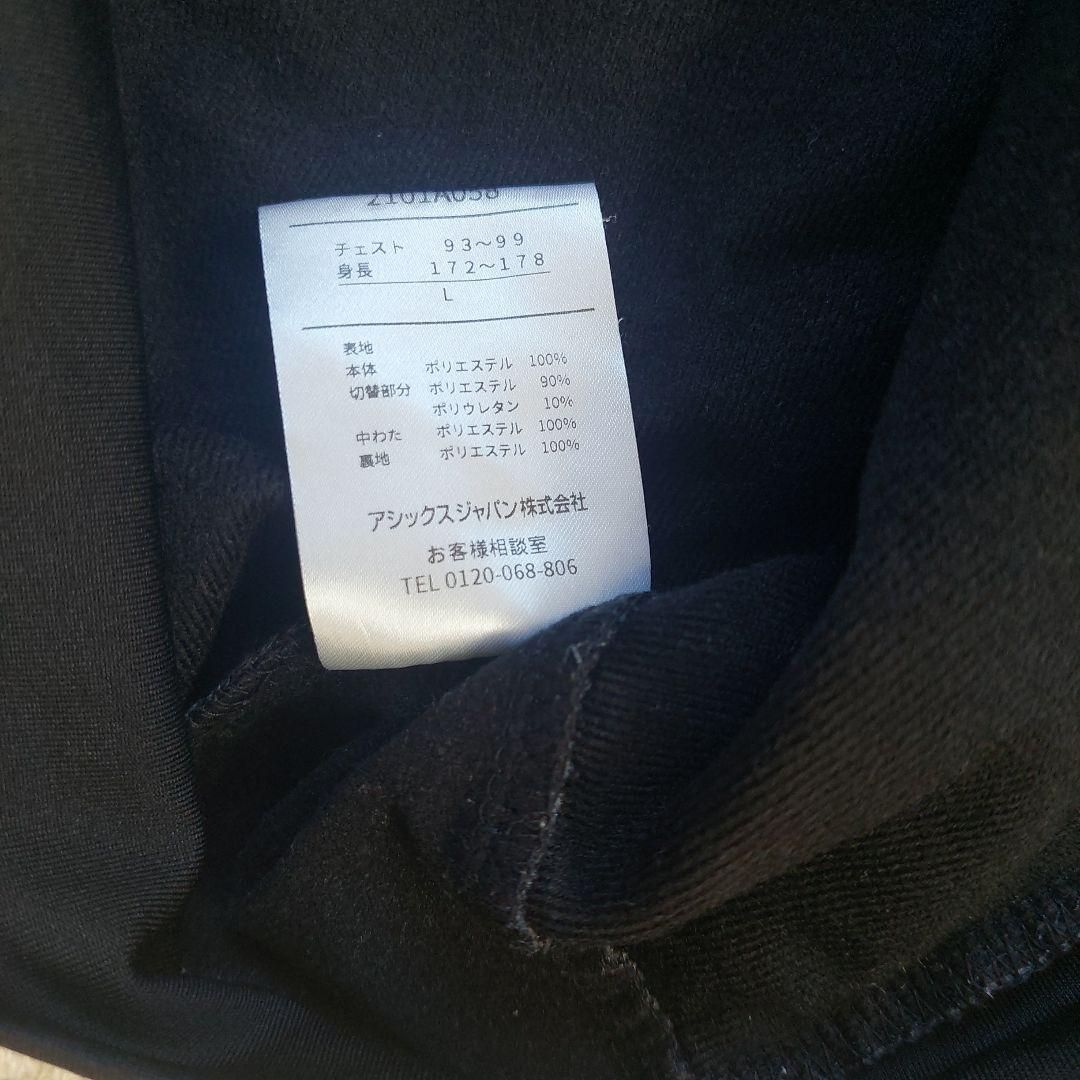 2101A058
チェスト 93～99
身長 172～178
L
表地
本体 ポリエステル 100%
切替部分 ポリエステル 90%
ポリウレタン 10%
中わた ポリエステル 100%
裏地 ポリエステル 100%
アシックスジャパン株式会社
お客様相談室
TEL 0120-068-806